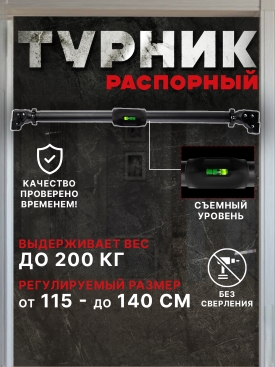 ТУРНИК
РАСПОРНЫЙ
КАЧЕСТВО
ПРОВЕРЕНО
ВРЕМЕНЕМ!
СЪЕМНЫЙ
УРОВЕНЬ
ВЫДЕРЖИВАЕТ ВЕС
ДО 200 КГ
РЕГУЛИРУЕМЫЙ РАЗМЕР
от 115 - до 140 СМ
БЕЗ
СВЕРЛЕНИЯ